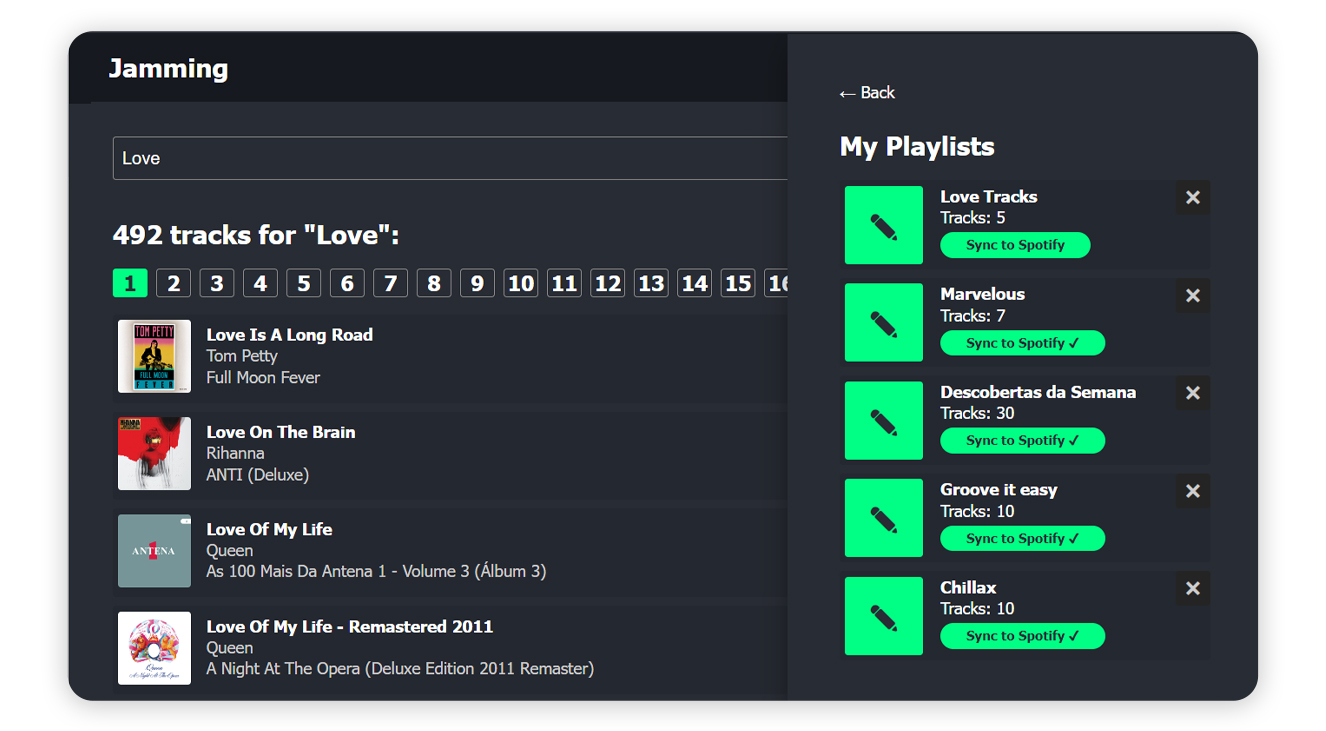 Jamming
Love
492 tracks for "Love":
1 2 3 4 5 6 7 8 9 10 11 12 13 14 15 16
TOM PETTY
FULL MOON
FEVER
Love Is A Long Road
Tom Petty
Full Moon Fever
Love On The Brain
Rihanna
ANTI (Deluxe)
ANTENA 1
Love Of My Life
Queen
As 100 Mais Da Antena 1 - Volume 3 (Álbum 3)
Queen
A Night At The Opera
Love Of My Life - Remastered 2011
Queen
A Night At The Opera (Deluxe Edition 2011 Remaster)
← Back
My Playlists
Love Tracks
Tracks: 5
Sync to Spotify
✕
Marvelous
Tracks: 7
Sync to Spotify ✓
✕
Descobertas da Semana
Tracks: 30
Sync to Spotify ✓
✕
Groove it easy
Tracks: 10
Sync to Spotify ✓
✕
Chillax
Tracks: 10
Sync to Spotify ✓
✕